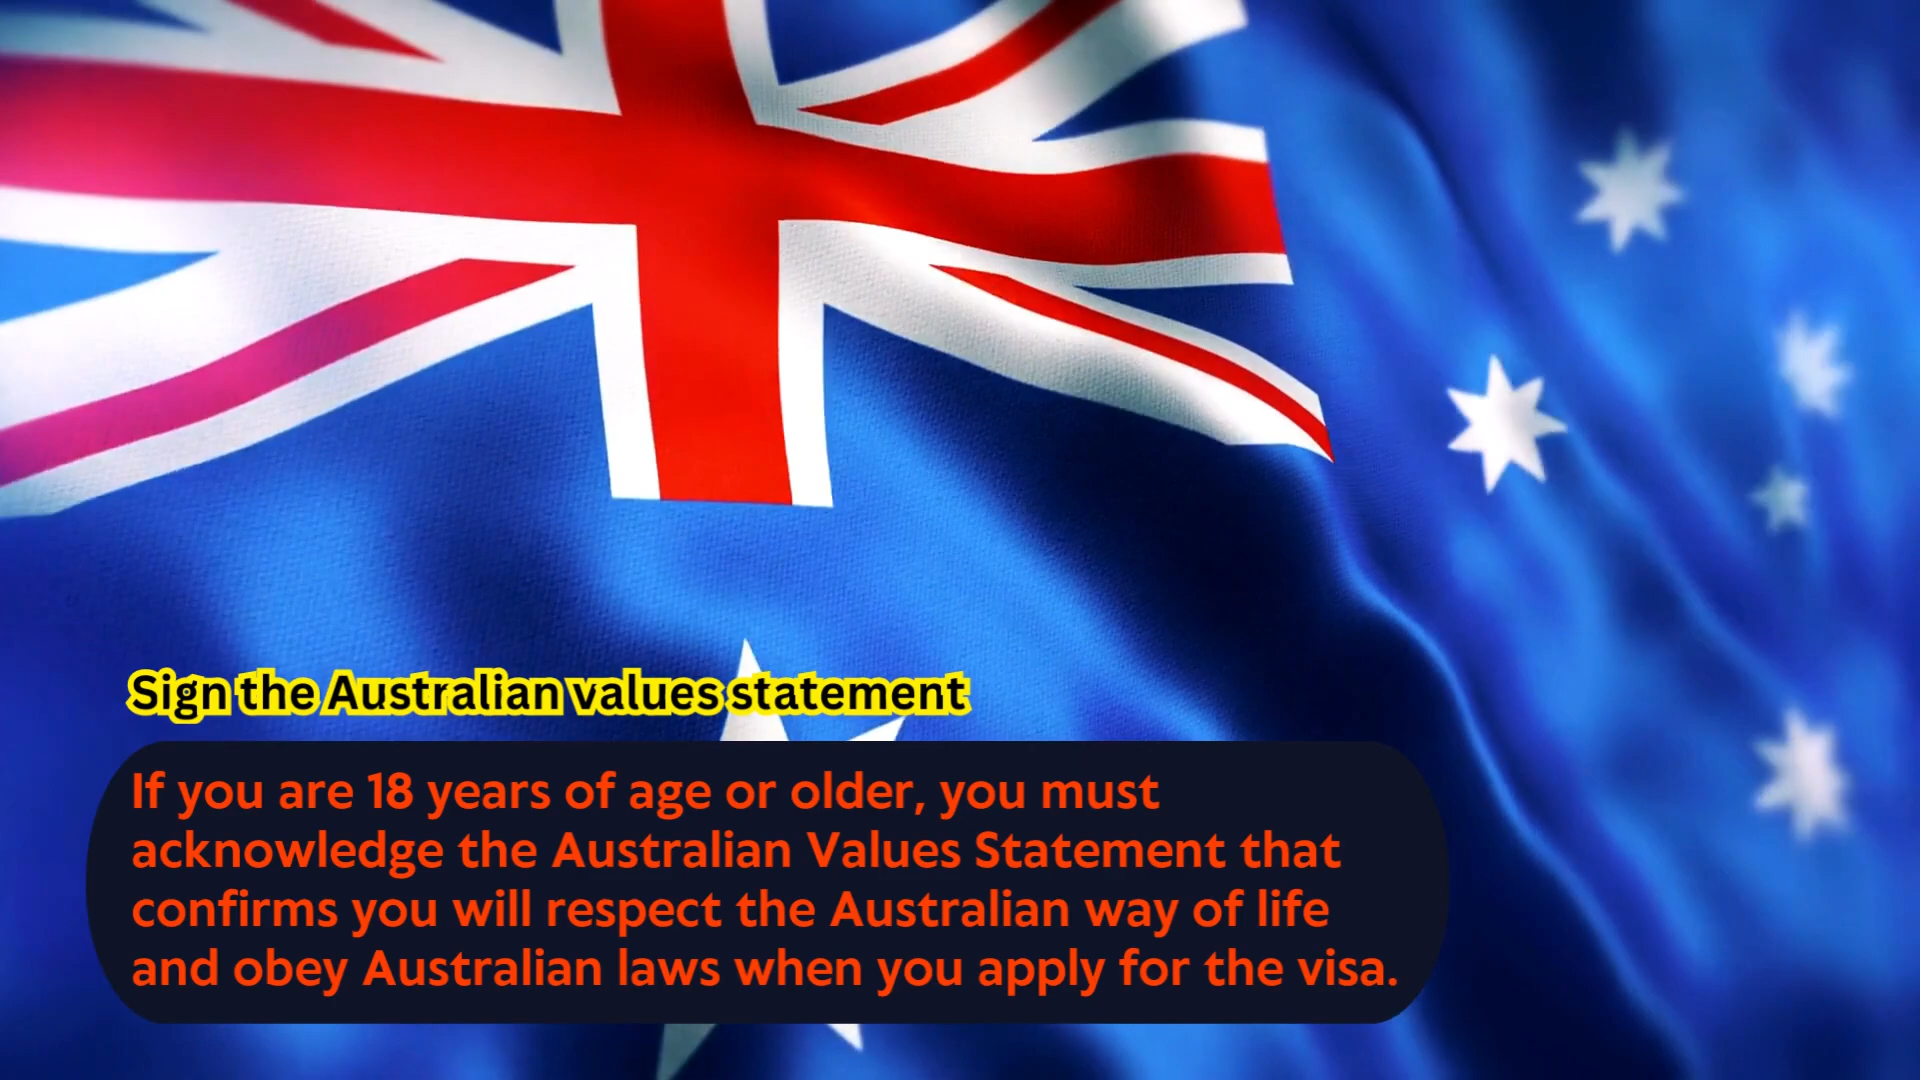 Sign the Australian values statement
If you are 18 years of age or older, you must
acknowledge the Australian Values Statement that
confirms you will respect the Australian way of life
and obey Australian laws when you apply for the visa.